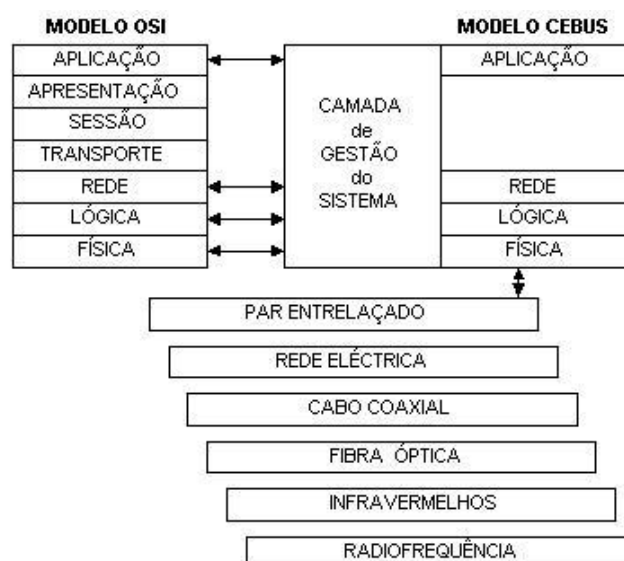 MODELO OSI
MODELO CEBUS
APLICAÇÃO
APRESENTAÇÃO
SESSÃO
TRANSPORTE
REDE
LÓGICA
FÍSICA
CAMADA
de
GESTÃO
do
SISTEMA
APLICAÇÃO
REDE
LÓGICA
FÍSICA
PAR ENTRELAÇADO
REDE ELÉCTRICA
CABO COAXIAL
FIBRA ÓPTICA
INFRAVERMELHOS
RADIOFREQUÊNCIA